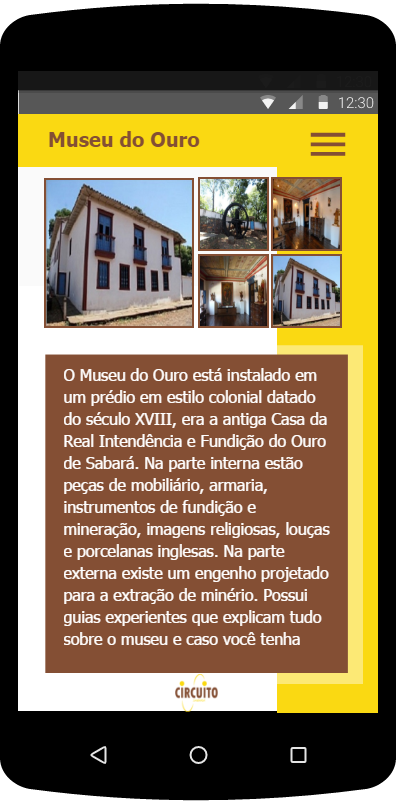 12:30
Museu do Ouro
O Museu do Ouro está instalado em
um prédio em estilo colonial datado
do século XVIII, era a antiga Casa da
Real Intendência e Fundição do Ouro
de Sabará. Na parte interna estão
peças de mobiliário, armaria,
instrumentos de fundição e
mineração, imagens religiosas, louças
e porcelanas inglesas. Na parte
externa existe um engenho projetado
para a extração de minério. Possui
guias experientes que explicam tudo
sobre o museu e caso você tenha
CIRCUITO